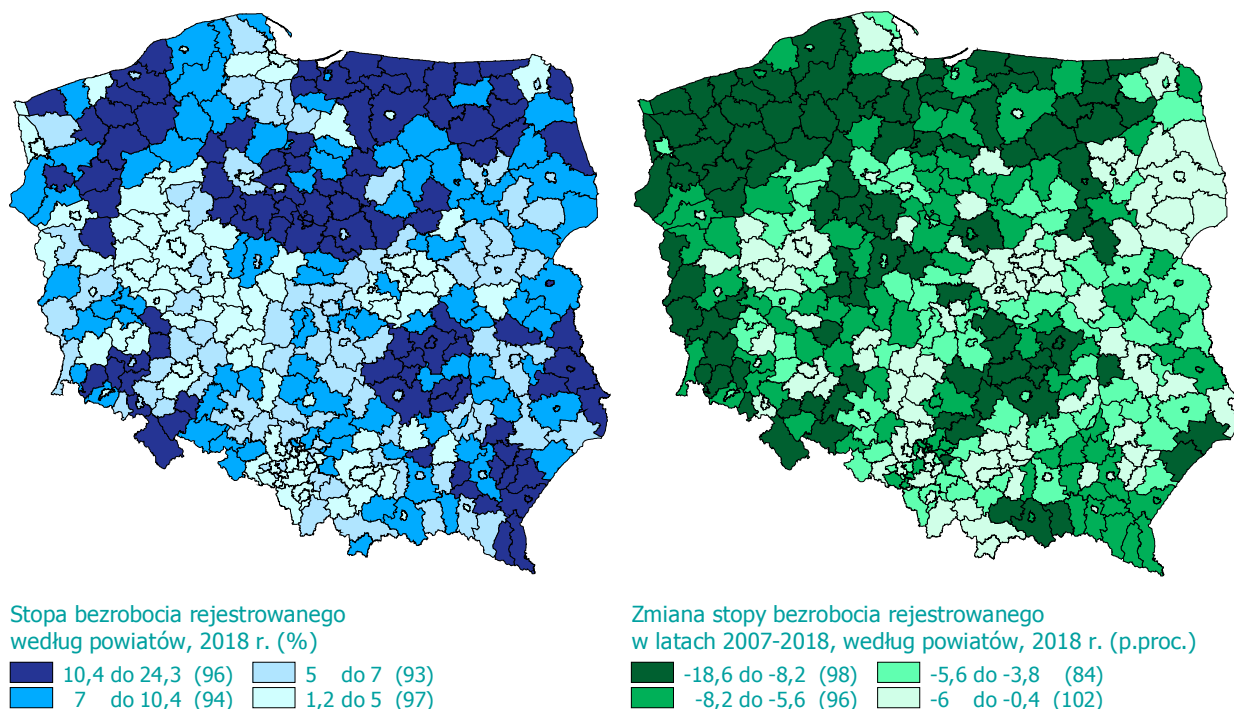 Stopa bezrobocia rejestrowanego
według powiatów, 2018 r. (%)
10,4 do 24,3 (96)
5 do 7 (93)
7 do 10,4 (94)
1,2 do 5 (97)
Zmiana stopy bezrobocia rejestrowanego
w latach 2007-2018, według powiatów, 2018 r. (p.proc.)
-18,6 do -8,2 (98)
-5,6 do -3,8 (84)
-8,2 do -5,6 (96)
-6 do -0,4 (102)